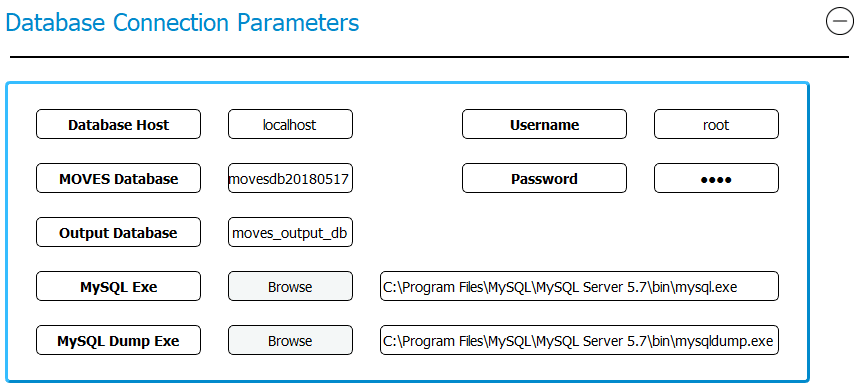 Database Connection Parameters
Database Host localhost Username root
MOVES Database movesdb20180517 Password ••••
Output Database moves_output_db
MySQL Exe Browse C:\Program Files\MySQL\MySQL Server 5.7\bin\mysql.exe
MySQL Dump Exe Browse C:\Program Files\MySQL\MySQL Server 5.7\bin\mysqldump.exe